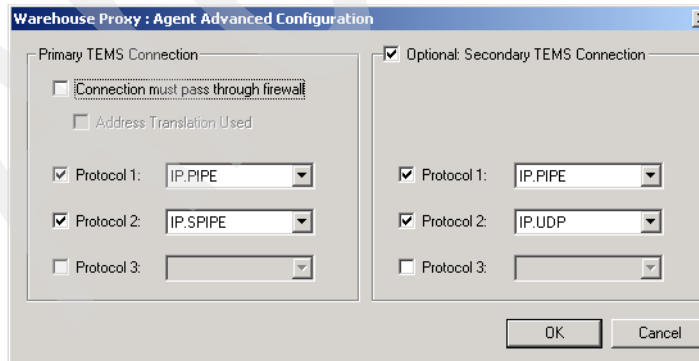 Warehouse Proxy : Agent Advanced Configuration
Primary TEMS Connection
Connection must pass through firewall
Address Translation Used
Protocol 1: IP.PIPE
Protocol 2: IP.SPIPE
Protocol 3:
Optional: Secondary TEMS Connection
Protocol 1: IP.PIPE
Protocol 2: IP.UDP
Protocol 3:
OK Cancel